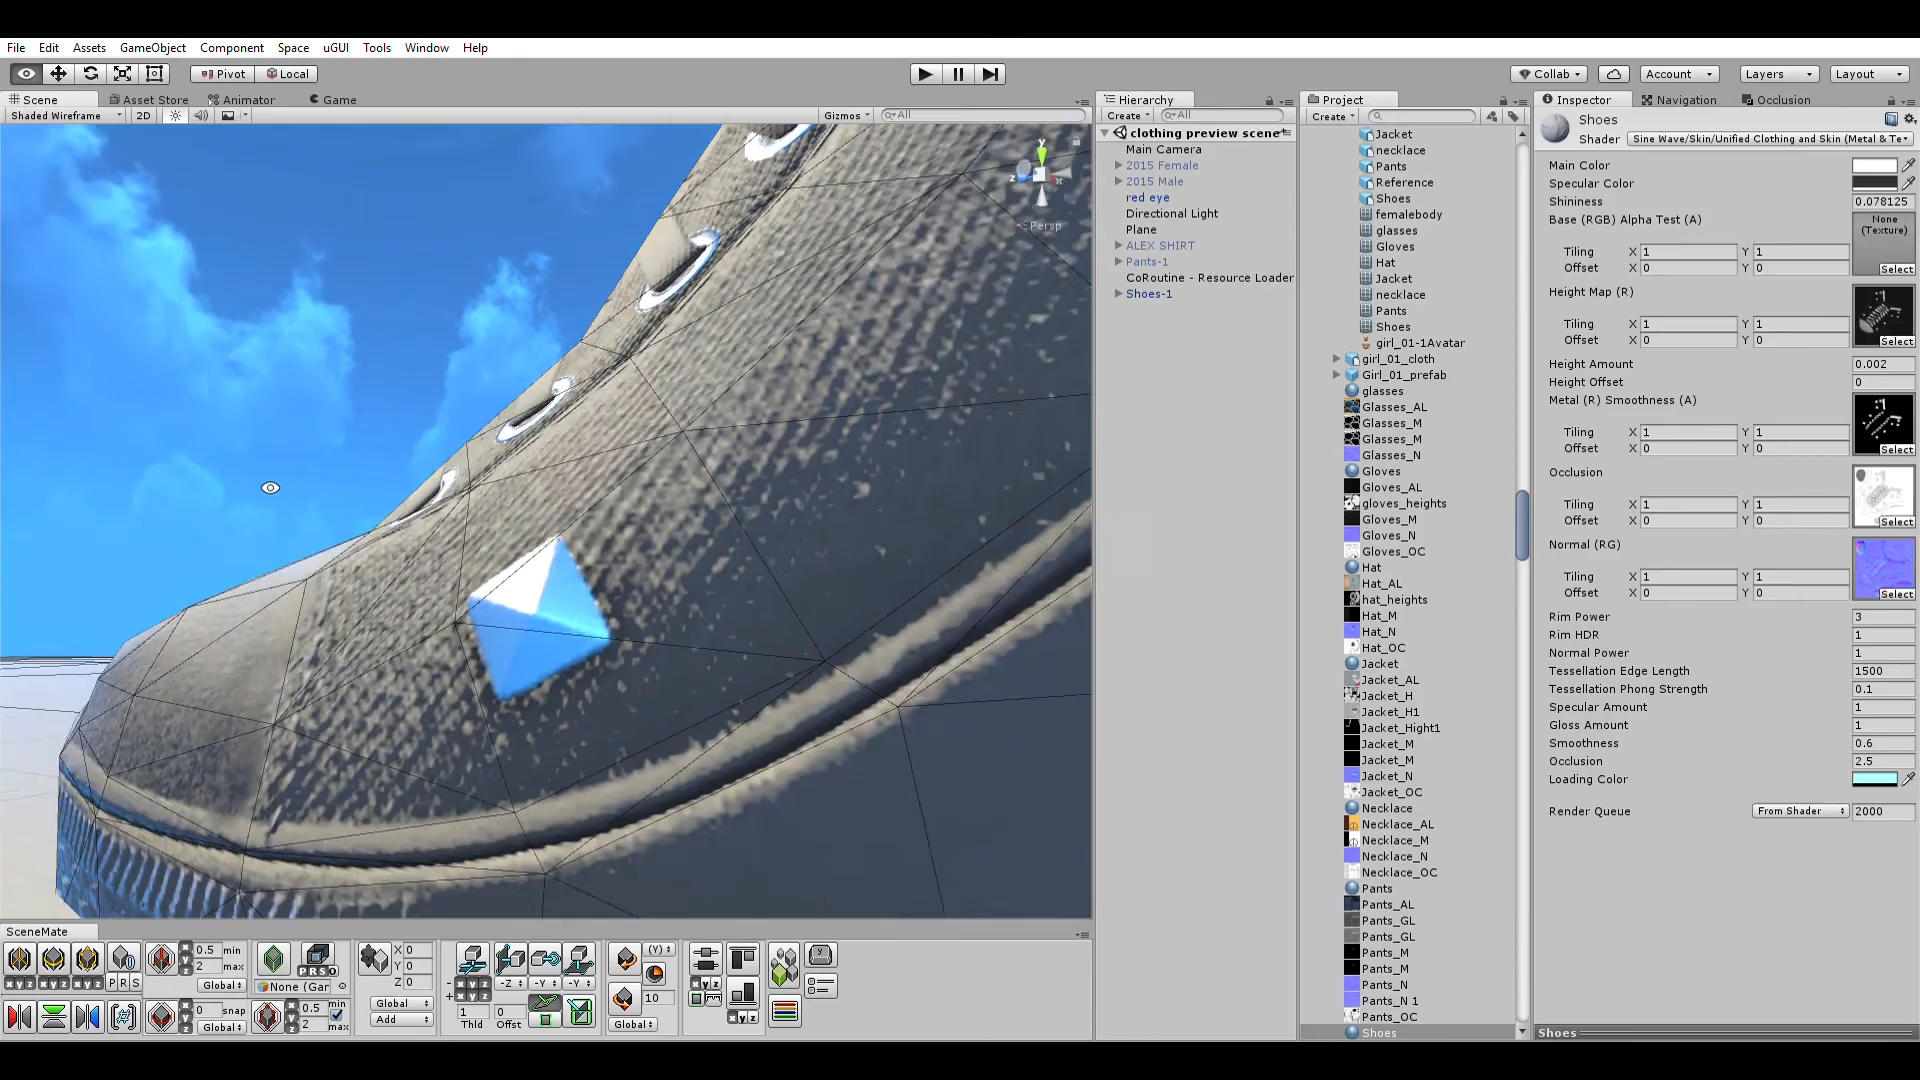 File Edit Assets GameObject Component Space uGUI Tools Window Help
Pivot Local
Collab Account Layers Layout
Scene Asset Store Animator Game
Shaded Wireframe 2D Gizmos All
y
z x
Persp
Hierarchy
Create All
clothing preview scene*
Main Camera
2015 Female
2015 Male
red eye
Directional Light
Plane
ALEX SHIRT
Pants-1
CoRoutine - Resource Loader
Shoes-1
Project
Create
Jacket
necklace
Pants
Reference
Shoes
femalebody
glasses
Gloves
Hat
Jacket
necklace
Pants
Shoes
girl_01-1Avatar
girl_01_cloth
Girl_01_prefab
glasses
Glasses_AL
Glasses_M
Glasses_M
Glasses_N
Gloves
Gloves_AL
gloves_heights
Gloves_M
Gloves_N
Gloves_OC
Hat
Hat_AL
hat_heights
Hat_M
Hat_N
Hat_OC
Jacket
Jacket_AL
Jacket_H
Jacket_H1
Jacket_Hight1
Jacket_M
Jacket_M
Jacket_N
Jacket_OC
Necklace
Necklace_AL
Necklace_M
Necklace_N
Necklace_OC
Pants
Pants_AL
Pants_GL
Pants_GL
Pants_M
Pants_M
Pants_N
Pants_N 1
Pants_OC
Shoes
Inspector Navigation Occlusion
Shoes
Shader Sine Wave/Skin/Unified Clothing and Skin (Metal & Te
Main Color
Specular Color
Shininess 0.078125
Base (RGB) Alpha Test (A) None
(Texture)
Tiling X 1 Y 1
Offset X 0 Y 0 Select
Height Map (R)
Tiling X 1 Y 1
Offset X 0 Y 0 Select
Height Amount 0.002
Height Offset 0
Metal (R) Smoothness (A)
Tiling X 1 Y 1
Offset X 0 Y 0 Select
Occlusion
Tiling X 1 Y 1
Offset X 0 Y 0 Select
Normal (RG)
Tiling X 1 Y 1
Offset X 0 Y 0 Select
Rim Power 3
Rim HDR 1
Normal Power 1
Tessellation Edge Length 1500
Tessellation Phong Strength 0.1
Specular Amount 1
Gloss Amount 1
Smoothness 0.6
Occlusion 2.5
Loading Color
Render Queue From Shader 2000
Shoes
SceneMate
x y z x y z x y z P R S
x y z 0.5 min
2 max
Global
P R S
None (Gar
0 snap
Global
0.5 min
2 max
X 0
Y 0
Z 0
Global
Add
- x y z -Z -Y -Y
+ x y z
1 0
Thld Offst
(Y)
10
Global
x y z
x y z